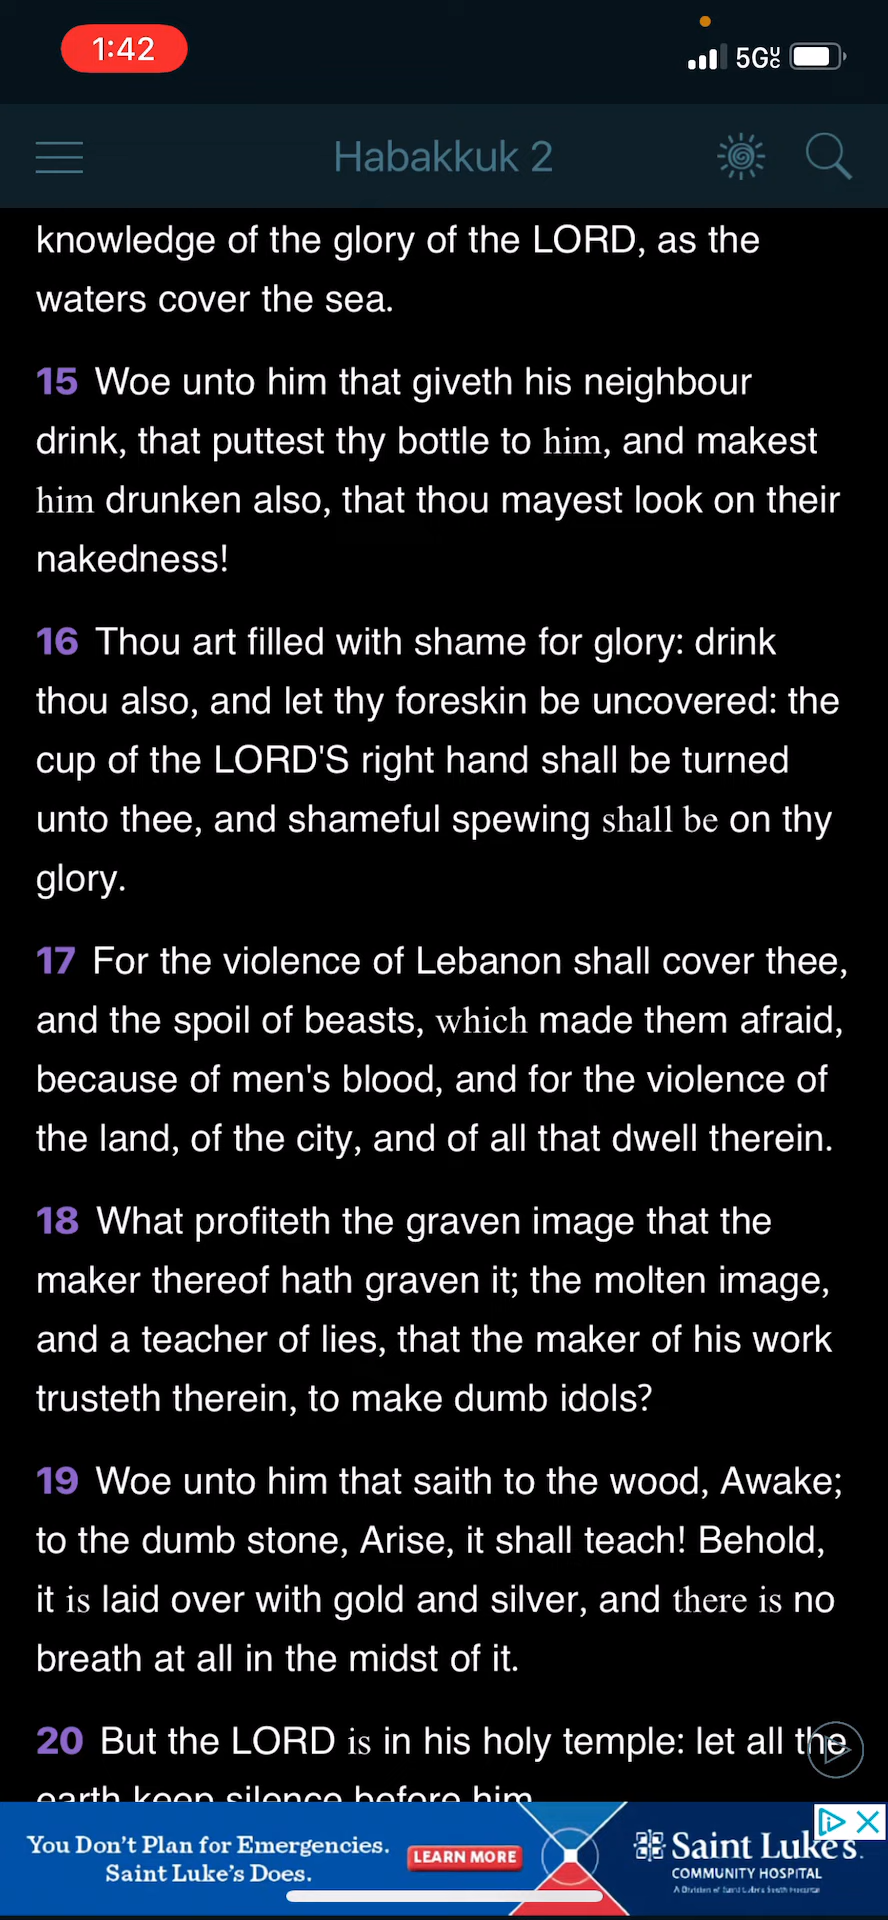 1:42
5G
Habakkuk 2
knowledge of the glory of the LORD, as the
waters cover the sea.
15 Woe unto him that giveth his neighbour
drink, that puttest thy bottle to him, and makest
him drunken also, that thou mayest look on their
nakedness!
16 Thou art filled with shame for glory: drink
thou also, and let thy foreskin be uncovered: the
cup of the LORD'S right hand shall be turned
unto thee, and shameful spewing shall be on thy
glory.
17 For the violence of Lebanon shall cover thee,
and the spoil of beasts, which made them afraid,
because of men's blood, and for the violence of
the land, of the city, and of all that dwell therein.
18 What profiteth the graven image that the
maker thereof hath graven it; the molten image,
and a teacher of lies, that the maker of his work
trusteth therein, to make dumb idols?
19 Woe unto him that saith to the wood, Awake;
to the dumb stone, Arise, it shall teach! Behold,
it is laid over with gold and silver, and there is no
breath at all in the midst of it.
20 But the LORD is in his holy temple: let all the
earth keep silence before him
You Don't Plan for Emergencies.
Saint Luke's Does.
LEARN MORE
Saint Luke's
COMMUNITY HOSPITAL